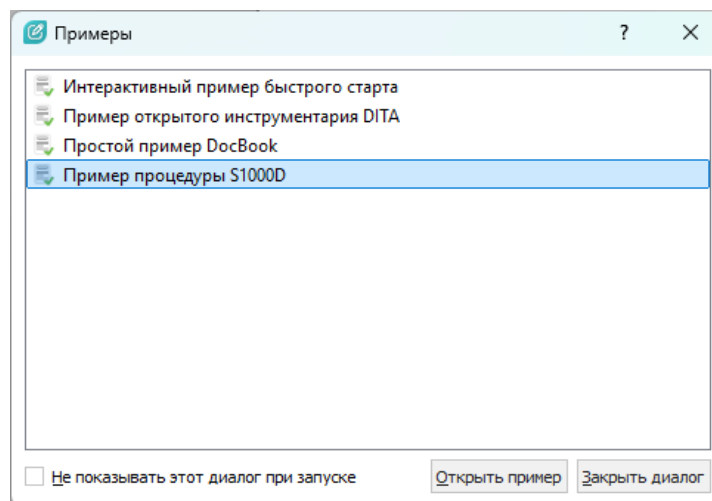 Примеры
Интерактивный пример быстрого старта
Пример открытого инструментария DITA
Простой пример DocBook
Пример процедуры S1000D
Не показывать этот диалог при запуске
Открыть пример
Закрыть диалог